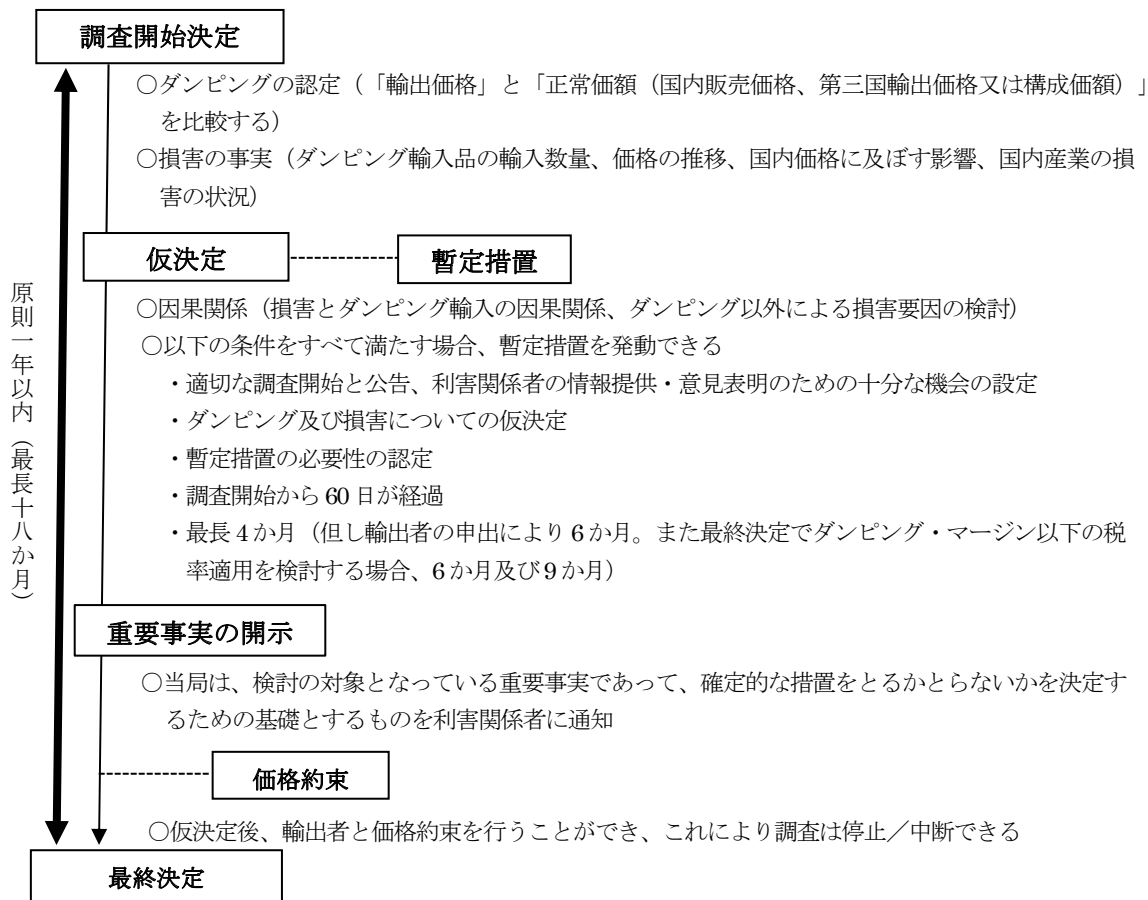 調査開始決定
○ダンピングの認定（「輸出価格」と「正常価額（国内販売価格、第三国輸出価格又は構成価額）」
を比較する）
○損害の事実（ダンピング輸入品の輸入数量、価格の推移、国内価格に及ぼす影響、国内産業の損
害の状況）
仮決定
暫定措置
原則一年以内（最長十八か月）
○因果関係（損害とダンピング輸入の因果関係、ダンピング以外による損害要因の検討）
○以下の条件をすべて満たす場合、暫定措置を発動できる
・適切な調査開始と公告、利害関係者の情報提供・意見表明のための十分な機会の設定
・ダンピング及び損害についての仮決定
・暫定措置の必要性の認定
・調査開始から 60 日が経過
・最長 4 か月（但し輸出者の申出により 6 か月。また最終決定でダンピング・マージン以下の税
率適用を検討する場合、6 か月及び 9 か月）
重要事実の開示
○当局は、検討の対象となっている重要事実であって、確定的な措置をとるかとらないかを決定す
るための基礎とするものを利害関係者に通知
価格約束
○仮決定後、輸出者と価格約束を行うことができ、これにより調査は停止／中断できる
最終決定